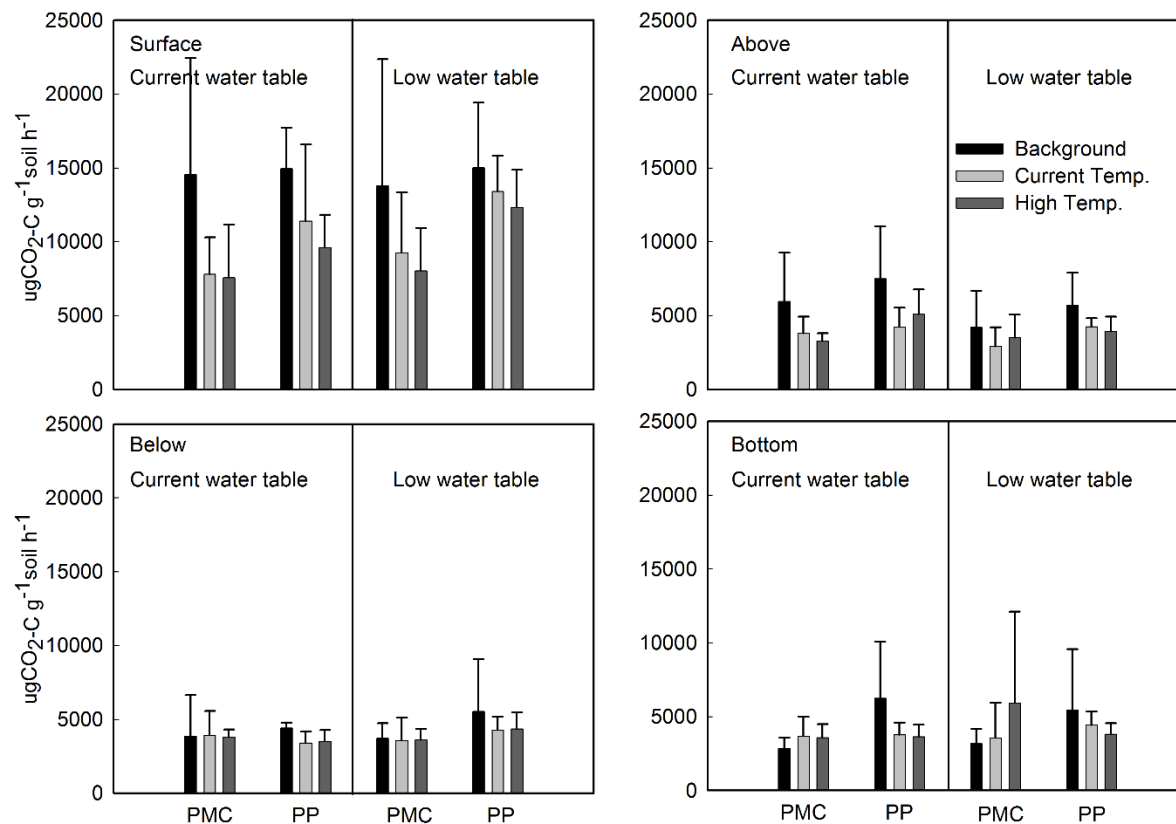 25000
20000
15000
10000
5000
0
ugCO2-C g-1soil h-1
Surface
Current water table
Low water table
25000
20000
15000
10000
5000
0
Above
Current water table
Low water table
Background
Current Temp.
High Temp.
25000
20000
15000
10000
5000
0
ugCO2-C g-1soil h-1
Below
Current water table
Low water table
PMC PP PMC PP
25000
20000
15000
10000
5000
0
Bottom
Current water table
Low water table
PMC PP PMC PP